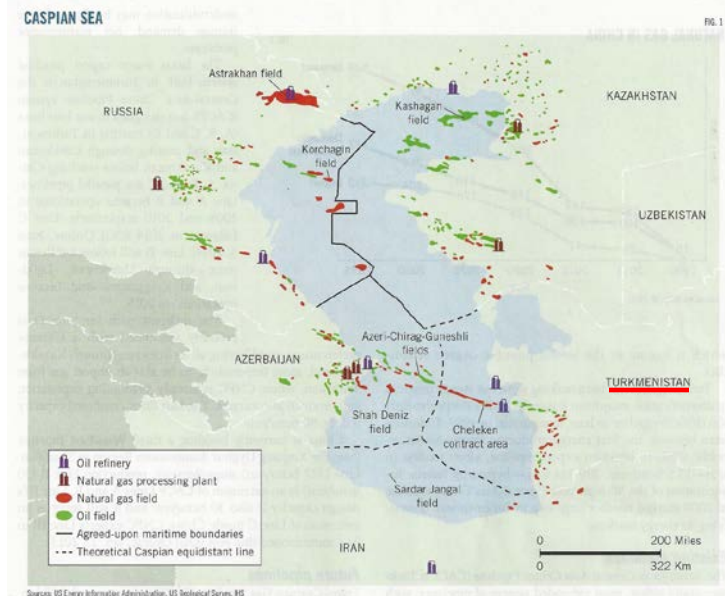 CASPIAN SEA
FIG. 1
Astrakhan field
RUSSIA
Kashagan
field
KAZAKHSTAN
Korchagin
field
UZBEKISTAN
Azeri-Chirag-Guneshli
fields
AZERBAIJAN
TURKMENISTAN
Shah Deniz
field
Cheleken
contract area
Sardar Jangal
field
IRAN
Oil refinery
Natural gas processing plant
Natural gas field
Oil field
Agreed-upon maritime boundaries
Theoretical Caspian equidistant line
0 200 Miles
0 322 Km
Sources: US Energy Information Administration, US Geological Survey, IHS